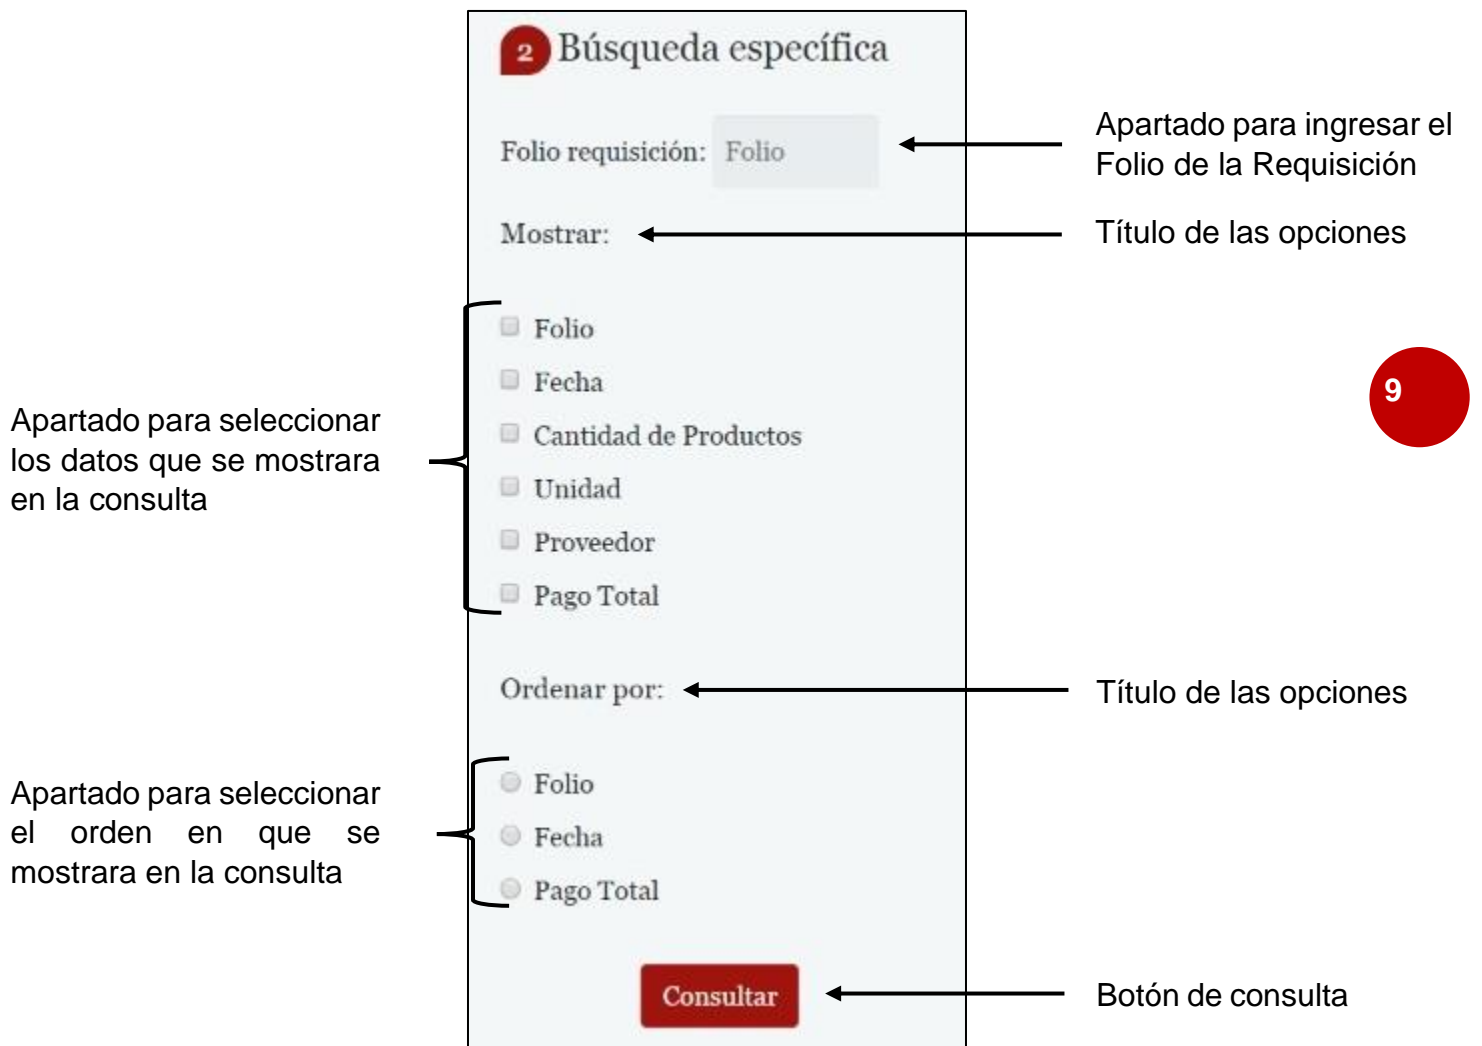 2 Búsqueda específica
Folio requisición: Folio
Apartado para ingresar el
Folio de la Requisición
Mostrar:
Título de las opciones
Folio
Fecha
Cantidad de Productos
Unidad
Proveedor
Pago Total
Apartado para seleccionar
los datos que se mostrara
en la consulta
9
Ordenar por:
Título de las opciones
Folio
Fecha
Pago Total
Apartado para seleccionar
el orden en que se
mostrara en la consulta
Consultar
Botón de consulta